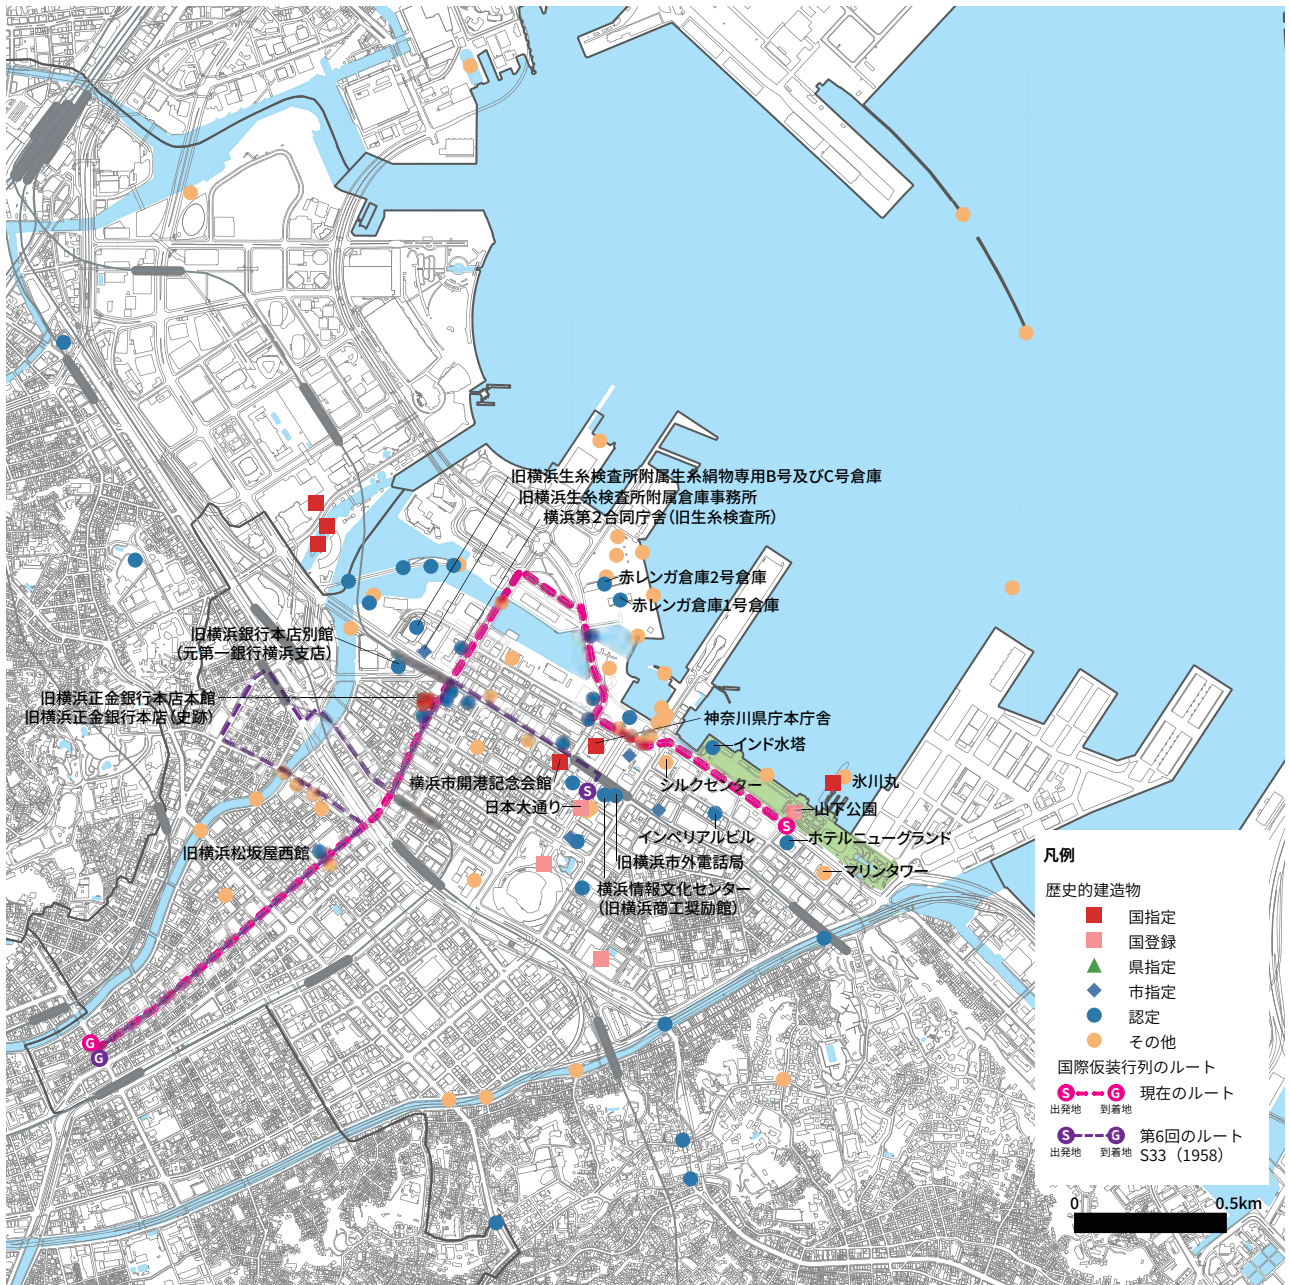 旧横浜生糸検査所附属生糸絹物専用B号及びC号倉庫
旧横浜生糸検査所附属倉庫事務所
横浜第2合同庁舎(旧生糸検査所)
赤レンガ倉庫2号倉庫
赤レンガ倉庫1号倉庫
旧横浜銀行本店別館
(元第一銀行横浜支店)
旧横浜正金銀行本店本館
旧横浜正金銀行本店(史跡)
神奈川県庁本庁舎
インド水塔
横浜市開港記念会館
シルクセンター
氷川丸
S
日本大通り
山下公園
S
インペリアルビル
ホテルニューグランド
旧横浜松坂屋西館
旧横浜市外電話局
マリンタワー
横浜情報文化センター
(旧横浜商工奨励館)
G
G
凡例
歴史的建造物
国指定
国登録
県指定
市指定
認定
その他
国際仮装行列のルート
S G 現在のルート
出発地 到着地
S G 第6回のルート
出発地 到着地 S33(1958)
0 0.5km